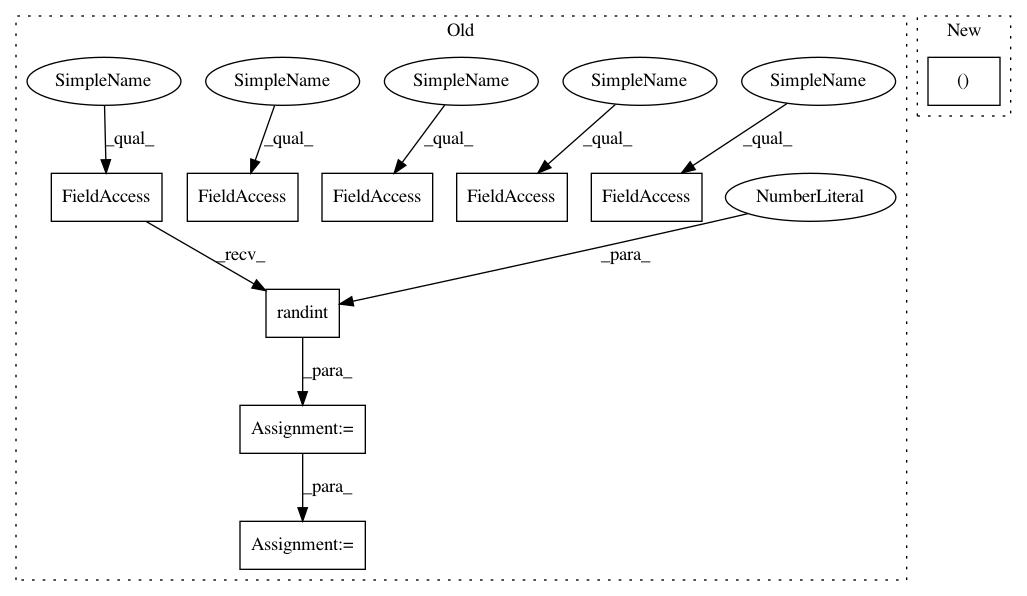 Old
New
SimpleName SimpleName SimpleName SimpleName SimpleName
()
_qual_ _qual_ _qual_ _qual_ _qual_
FieldAccess FieldAccess FieldAccess FieldAccess FieldAccess NumberLiteral
_recv_ _para_
randint
_para_
Assignment:=
_para_
Assignment:=